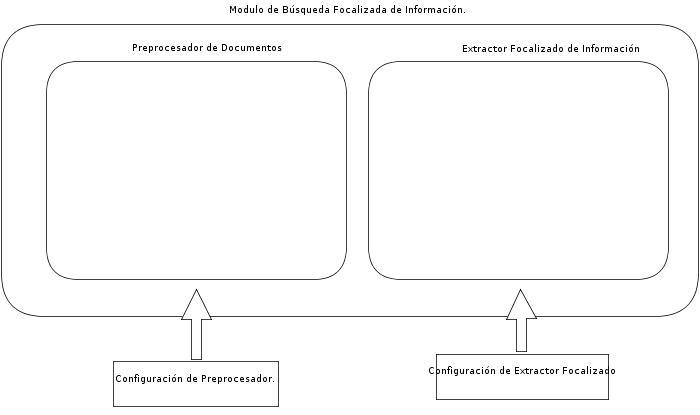 Modulo de Búsqueda Focalizada de Información.
Preprocesador de Documentos
Extractor Focalizado de Información
Configuración de Preprocesador.
Configuración de Extractor Focalizado